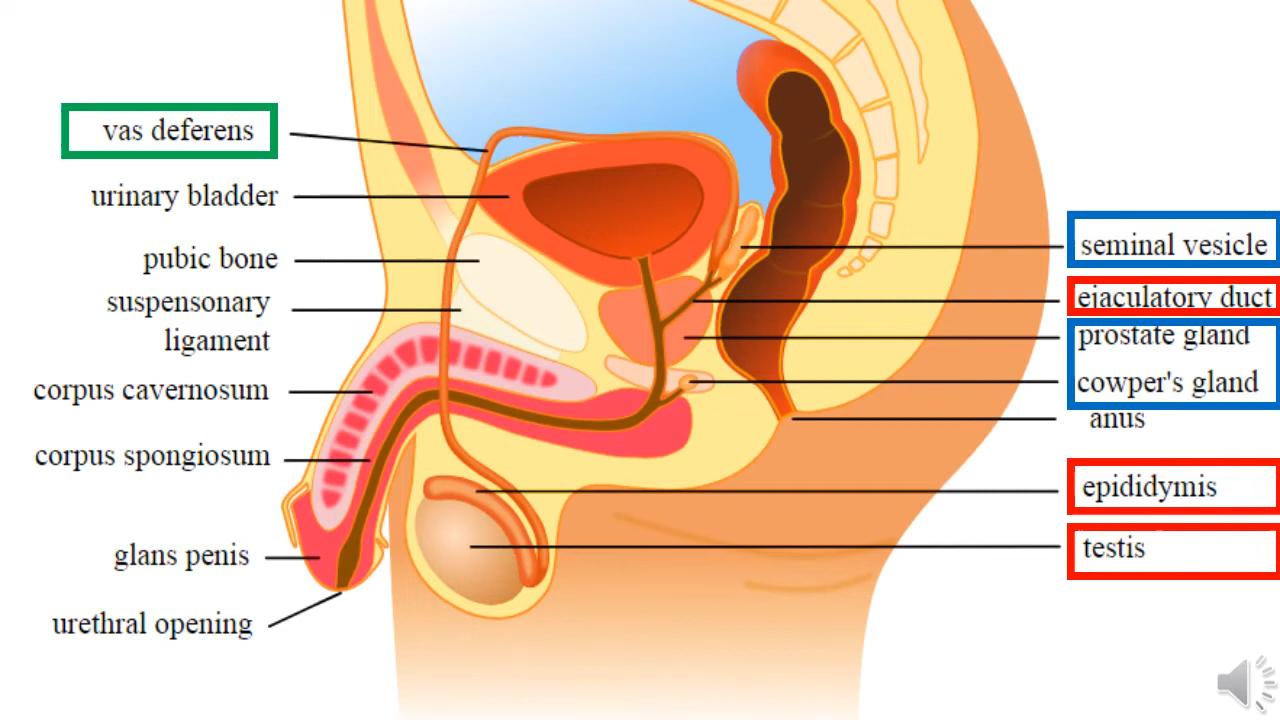 vas deferens
urinary bladder
pubic bone
suspensonary
ligament
corpus cavernosum
corpus spongiosum
glans penis
urethral opening
seminal vesicle
ejaculatory duct
prostate gland
cowper's gland
anus
epididymis
testis